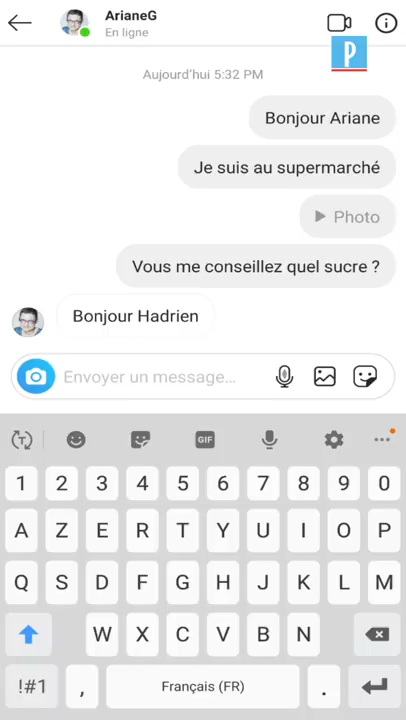 ArianeG
En ligne
P
Aujourd'hui 5:32 PM
Bonjour Ariane
Je suis au supermarché
Photo
Vous me conseillez quel sucre ?
Bonjour Hadrien
Envoyer un message...
T GIF
1 2 3 4 5 6 7 8 9 0
A Z E R T Y U I O P
Q S D F G H J K L M
W X C V B N
!#1 , Français (FR) .